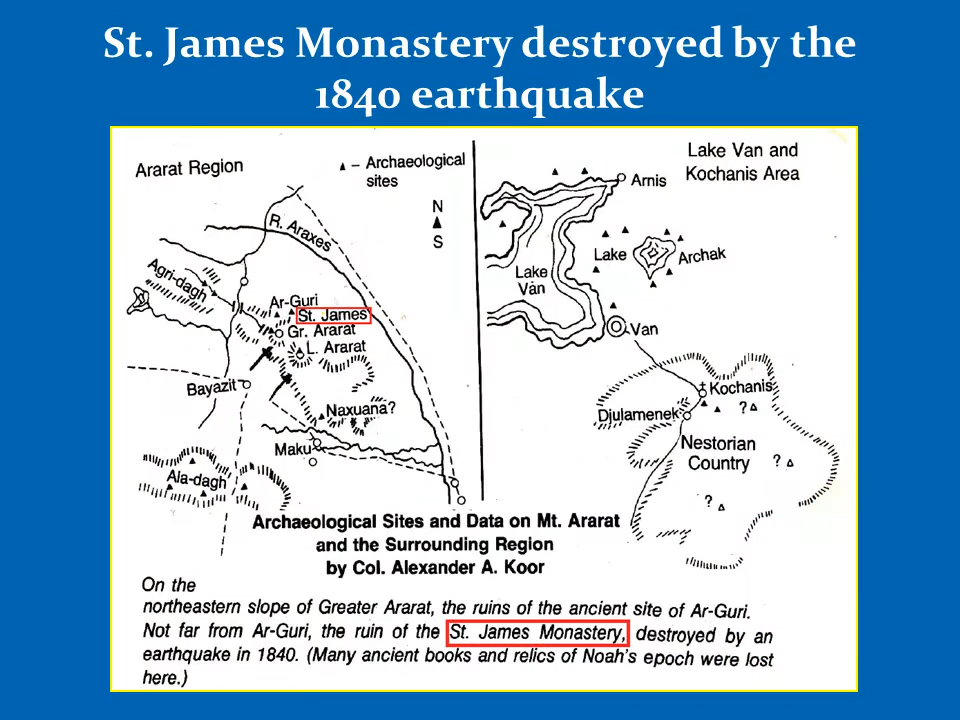 St. James Monastery destroyed by the
1840 earthquake
Ararat Region
▲ – Archaeological
sites
N
S
R. Araxes
Agri-dagh
Ar-Guri
St. James
Gr. Ararat
L. Ararat
Bayazit
Naxuana?
Maku
Ala-dagh
Lake Van and
Kochanis Area
Arnis
Lake
Archak
Lake
Van
Van
Kochanis
?
Djulamenek
Nestorian
Country
?
?
Archaeological Sites and Data on Mt. Ararat
and the Surrounding Region
by Col. Alexander A. Koor
On the
northeastern slope of Greater Ararat, the ruins of the ancient site of Ar-Guri.
Not far from Ar-Guri, the ruin of the St. James Monastery, destroyed by an
earthquake in 1840. (Many ancient books and relics of Noah's epoch were lost
here.)